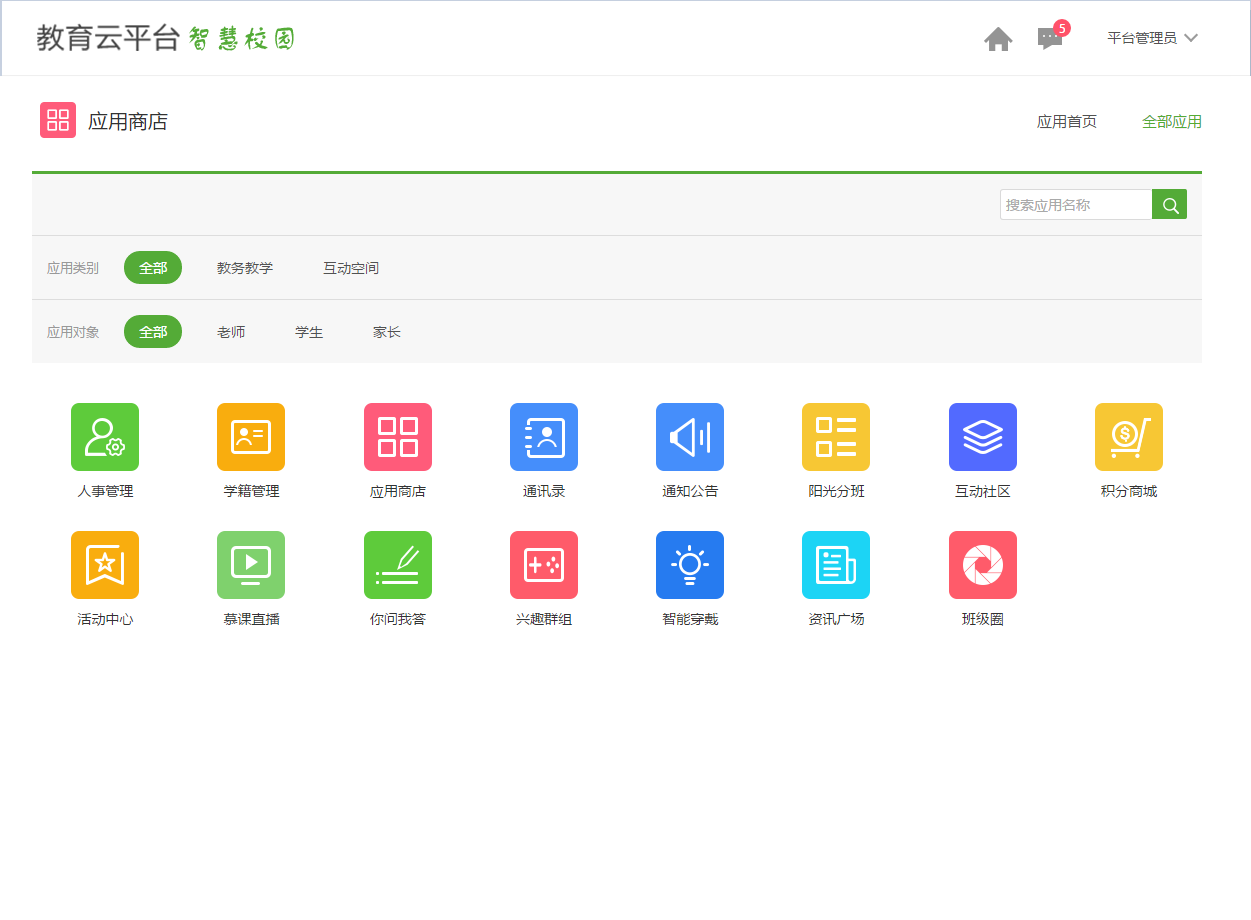 教育云平台 智慧校园
5
平台管理员
应用商店
应用首页 全部应用
搜索应用名称
应用类别 全部 教务教学 互动空间
应用对象 全部 老师 学生 家长
人事管理 学籍管理 应用商店 通讯录 通知公告 阳光分班 互动社区 积分商城
活动中心 慕课直播 你问我答 兴趣群组 智能穿戴 资讯广场 班级圈